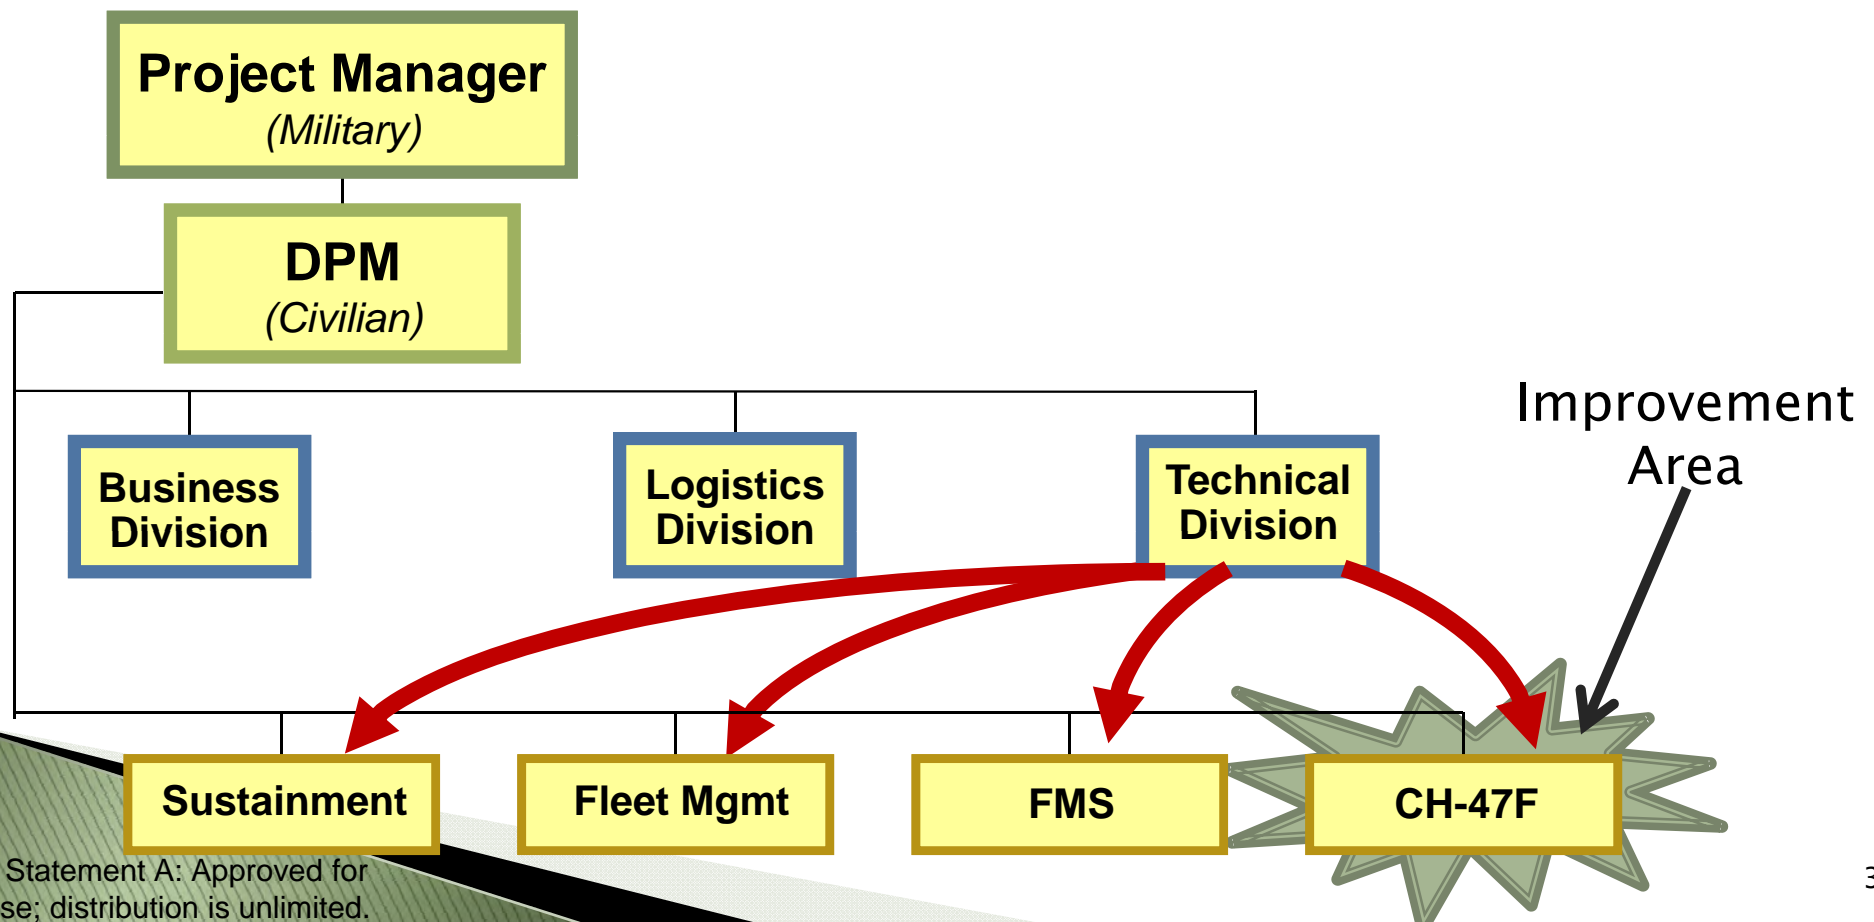 Project Manager
(Military)
DPM
(Civilian)
Improvement
Area
Business
Division
Logistics
Division
Technical
Division
Sustainment
Fleet Mgmt
FMS
CH-47F
Statement A: Approved for
se; distribution is unlimited.
3